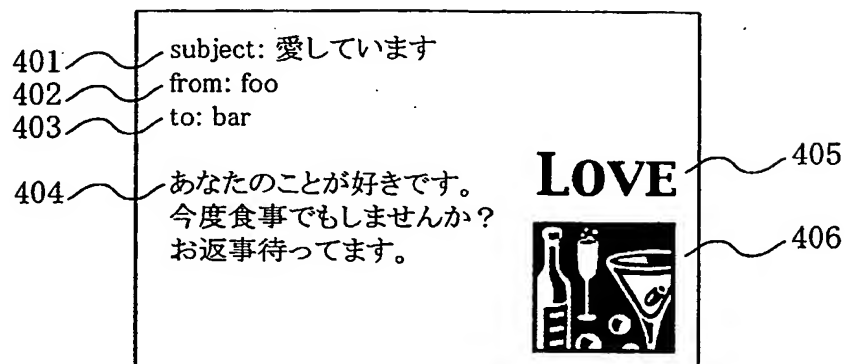 401 subject: 愛しています
402 from: foo
403 to: bar
LOVE 405
404 あなたのことが好きです。
今度食事でもしませんか？
406
お返事待ってます。